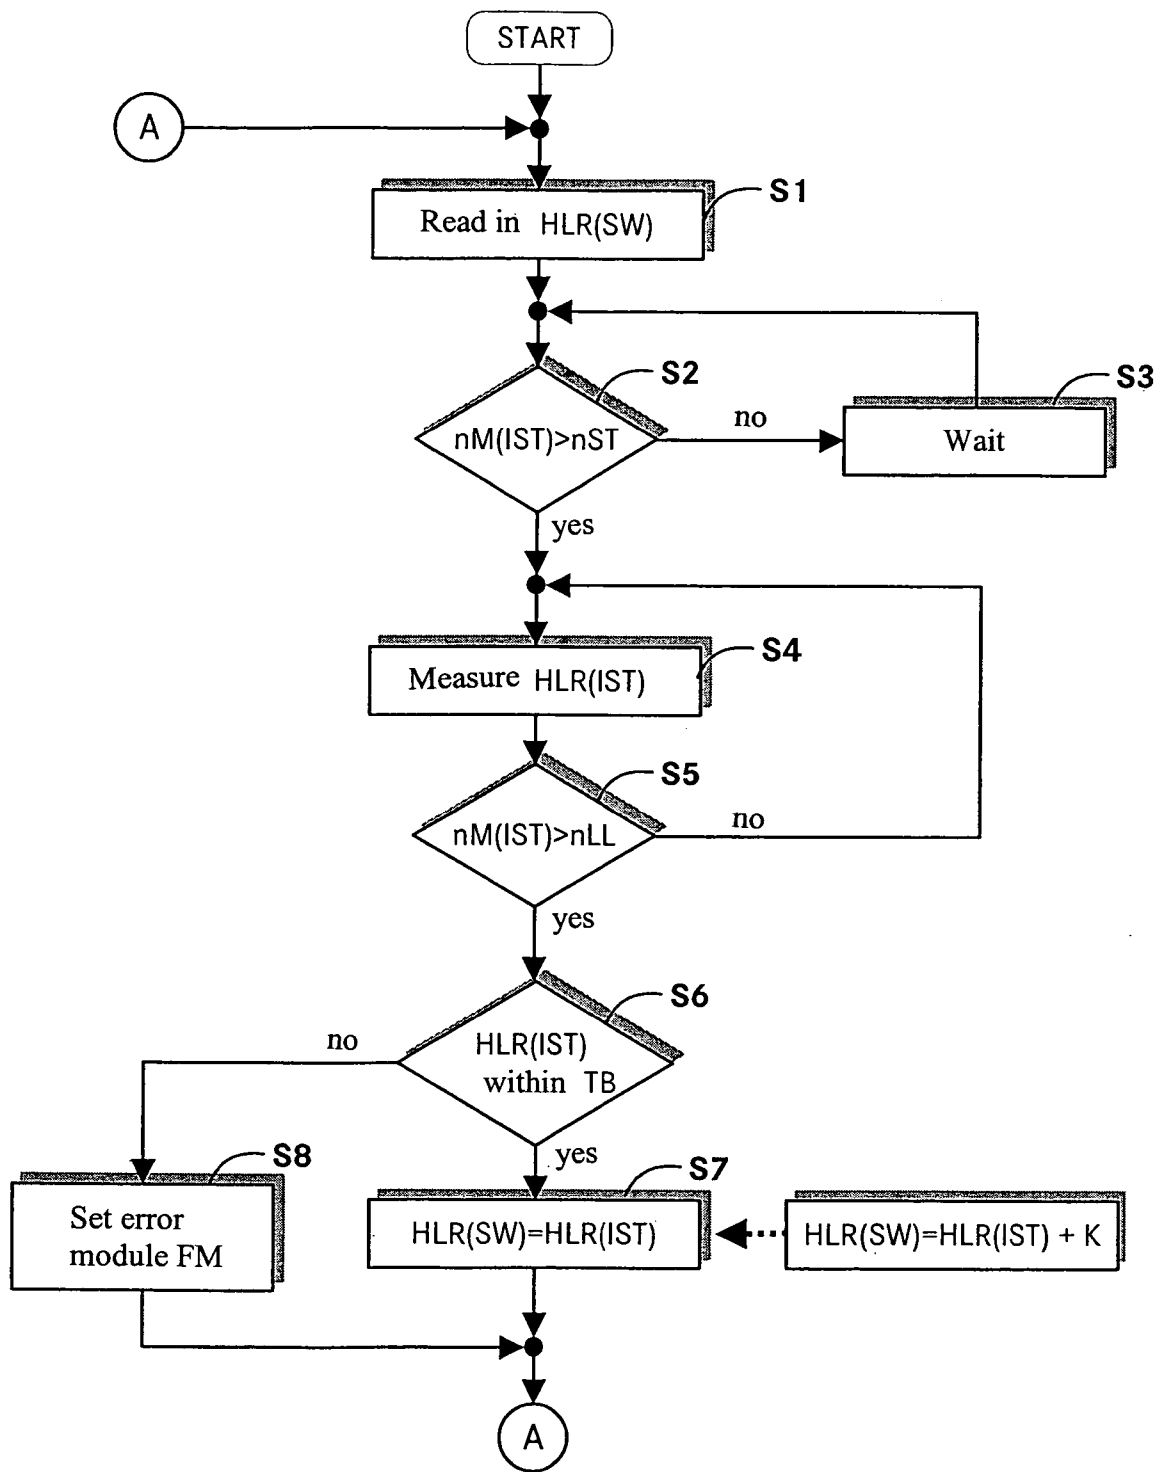 START
A
S1
Read in HLR(SW)
S2
S3
nM(IST)>nST
no
Wait
yes
S4
Measure HLR(IST)
S5
nM(IST)>nLL
no
yes
S6
no
HLR(IST)
within TB
S8
yes
S7
Set error
module FM
HLR(SW)=HLR(IST)
HLR(SW)=HLR(IST) + K
A